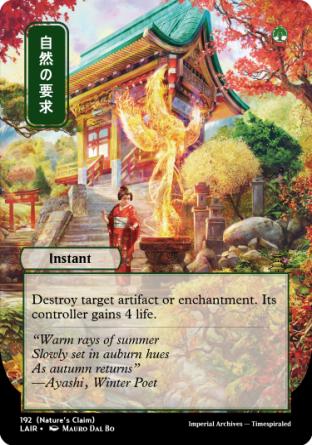 自然の要求
Instant
Destroy target artifact or enchantment. Its
controller gains 4 life.
“Warm rays of summer
Slowly set in auburn hues
As autumn returns”
—Ayashi, Winter Poet
192 (Nature's Claim)
LAIR • Mauro Dal Bo
Imperial Archives — Timespiraled